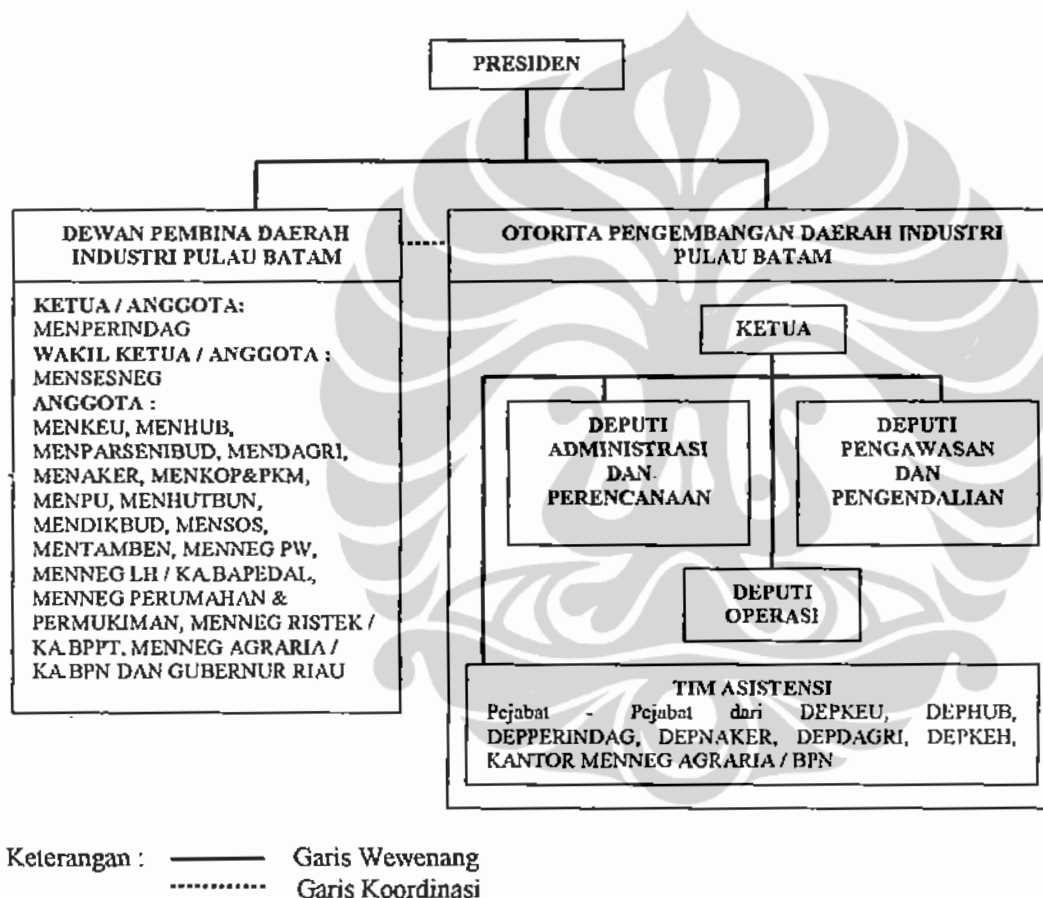 PRESIDEN
DEWAN PEMBINA DAERAH
INDUSTRI PULAU BATAM
KETUA / ANGGOTA:
MENPERINDAG
WAKIL KETUA / ANGGOTA :
MENSESNEG
ANGGOTA :
MENKEU, MENHUB,
MENPARSENIBUD, MENDAGRI,
MENAKER, MENKOP&PKM,
MENPU, MENHUTBUN,
MENDIKBUD, MENSOS,
MENTAMBEN, MENNEG PW,
MENNEG LH / KA.BAPEDAL,
MENNEG PERUMAHAN &
PERMUKIMAN, MENNEG RISTEK /
KA.BPPT, MENNEG AGRARIA /
KA.BPN DAN GUBERNUR RIAU
OTORITA PENGEMBANGAN DAERAH INDUSTRI
PULAU BATAM
KETUA
DEPUTI
ADMINISTRASI
DAN
PERENCANAAN
DEPUTI
PENGAWASAN
DAN
PENGENDALIAN
DEPUTI
OPERASI
TIM ASISTENSI
Pejabat - Pejabat dari DEPKEU, DEPHUB,
DEPPERINDAG, DEPNAKER, DEPDAGRI, DEPKEH,
KANTOR MENNEG AGRARIA / BPN
Keterangan : Garis Wewenang
Garis Koordinasi